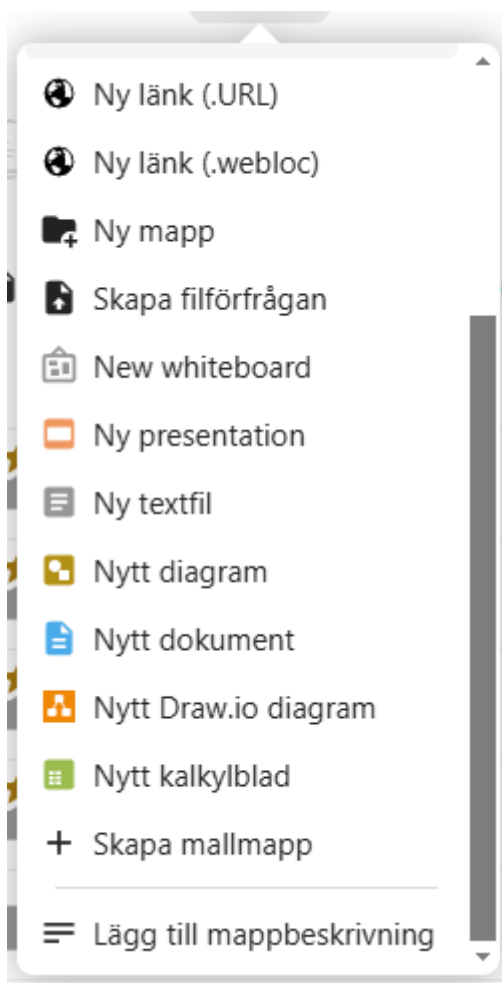 Ny länk (.URL)
Ny länk (.webloc)
Ny mapp
Skapa filförfrågan
New whiteboard
Ny presentation
Ny textfil
Nytt diagram
Nytt dokument
Nytt Draw.io diagram
Nytt kalkylblad
Skapa mallmapp
Lägg till mappbeskrivning